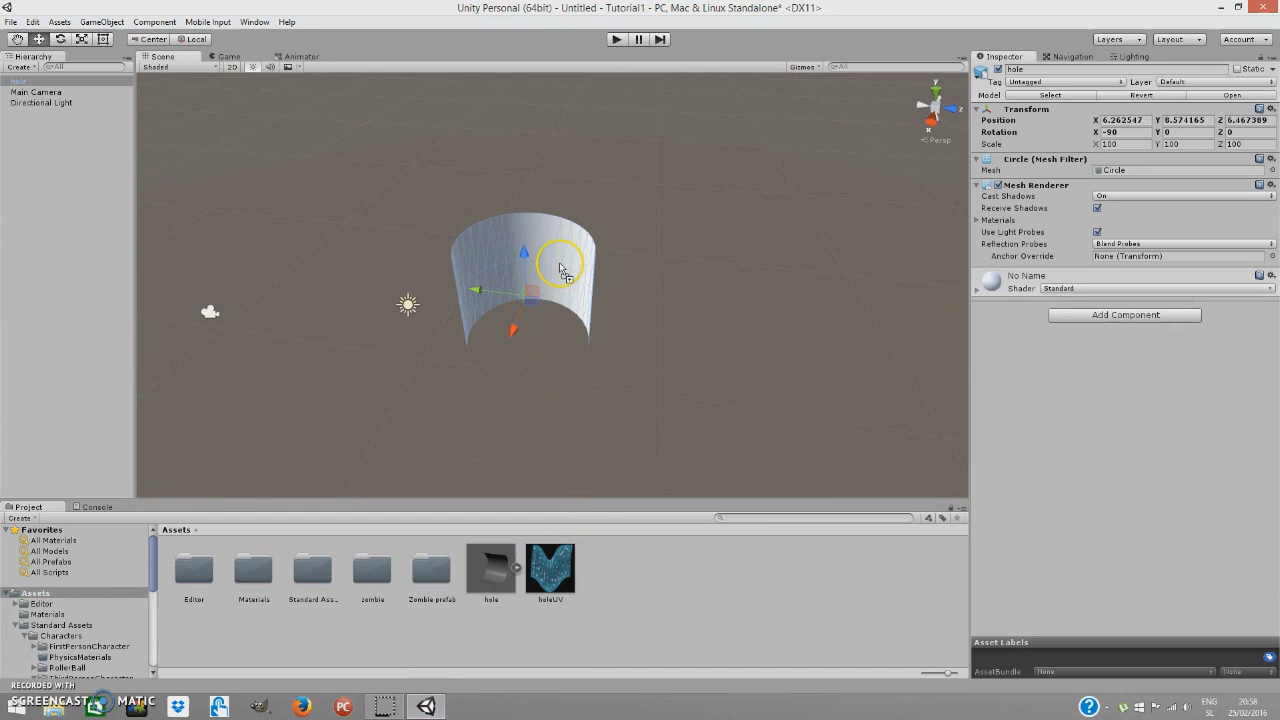 Unity Personal (64bit) - Untitled - Tutorial1 - PC, Mac & Linux Standalone* <DX11>
File Edit Assets GameObject Component Mobile Input Window Help
Center Local Layers Layout Account
Hierarchy Scene Game Animator Inspector Navigation Lighting
Create All Shaded 2D Gizmos All
hole
Main Camera
Directional Light
hole Static
Tag Untagged Layer Default
Model Select Revert Open
Transform
Position X 6.262547 Y 8.574165 Z 6.467389
Rotation X -90 Y 0 Z 0
Scale X 100 Y 100 Z 100
Circle (Mesh Filter)
Mesh Circle
Mesh Renderer
Cast Shadows On
Receive Shadows
Materials
Use Light Probes
Reflection Probes Blend Probes
Anchor Override None (Transform)
No Name
Shader Standard
Add Component
y
z
x
Persp
Project Console
Create
Favorites
All Materials
All Models
All Prefabs
All Scripts
Assets
Editor
Materials
Standard Assets
Characters
FirstPersonCharacter
PhysicsMaterials
RollerBall
ThirdPersonCharacter
Assets
Editor Materials Standard Ass... zombie Zombie prefab hole holeUV
Asset Labels
AssetBundle None None
RECORDED WITH
SCREENCAST MATIC
PC
ENG
SL
20:58
25/02/2016